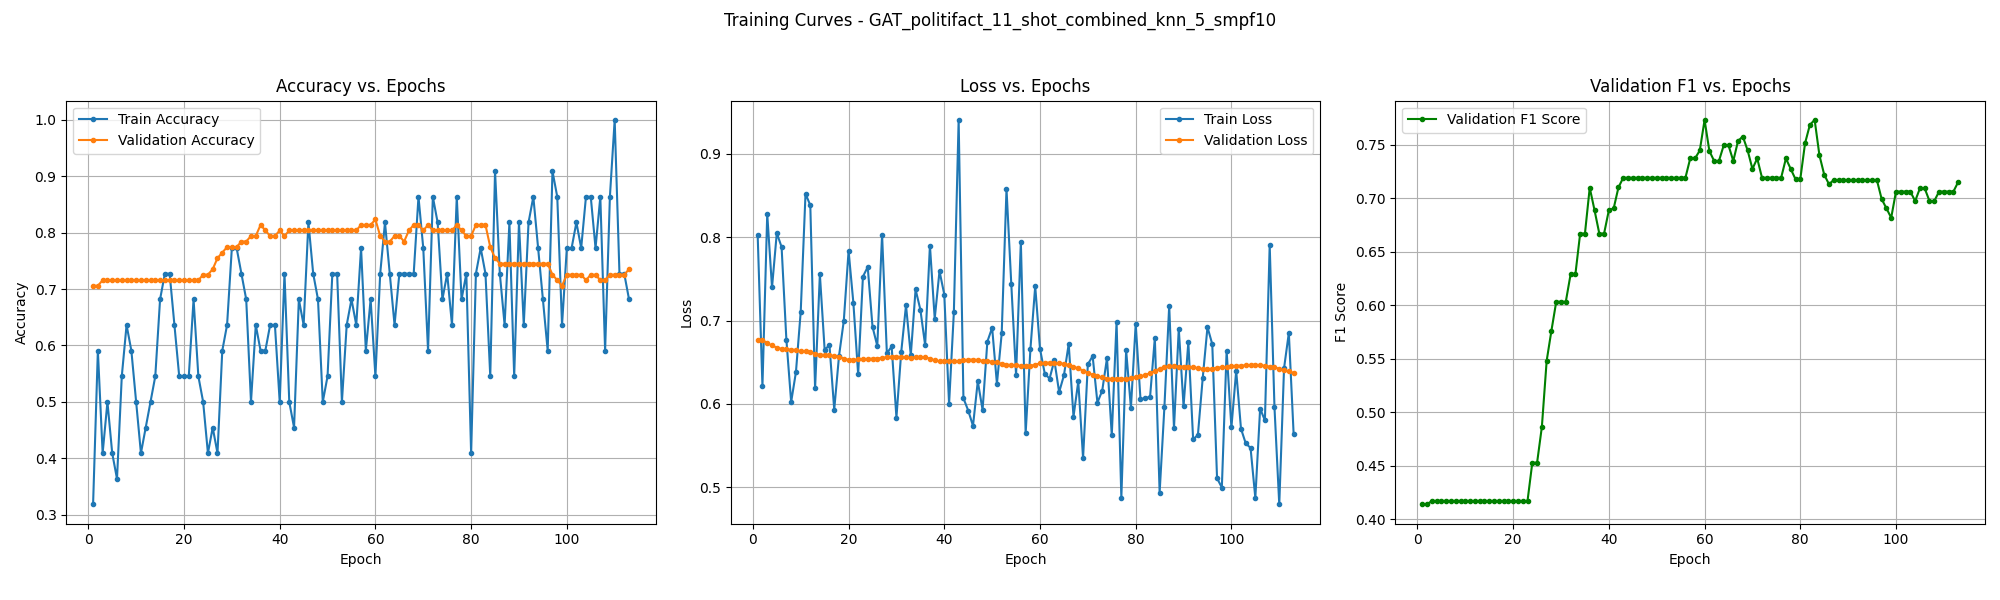 Training Curves - GAT_politifact_11_shot_combined_knn_5_smpf10
Accuracy vs. Epochs
Train Accuracy
Validation Accuracy
Accuracy
1.0
0.9
0.8
0.7
0.6
0.5
0.4
0.3
0 20 40 60 80 100
Epoch
Loss vs. Epochs
Train Loss
Validation Loss
Loss
0.9
0.8
0.7
0.6
0.5
0 20 40 60 80 100
Epoch
Validation F1 vs. Epochs
Validation F1 Score
F1 Score
0.75
0.70
0.65
0.60
0.55
0.50
0.45
0.40
0 20 40 60 80 100
Epoch